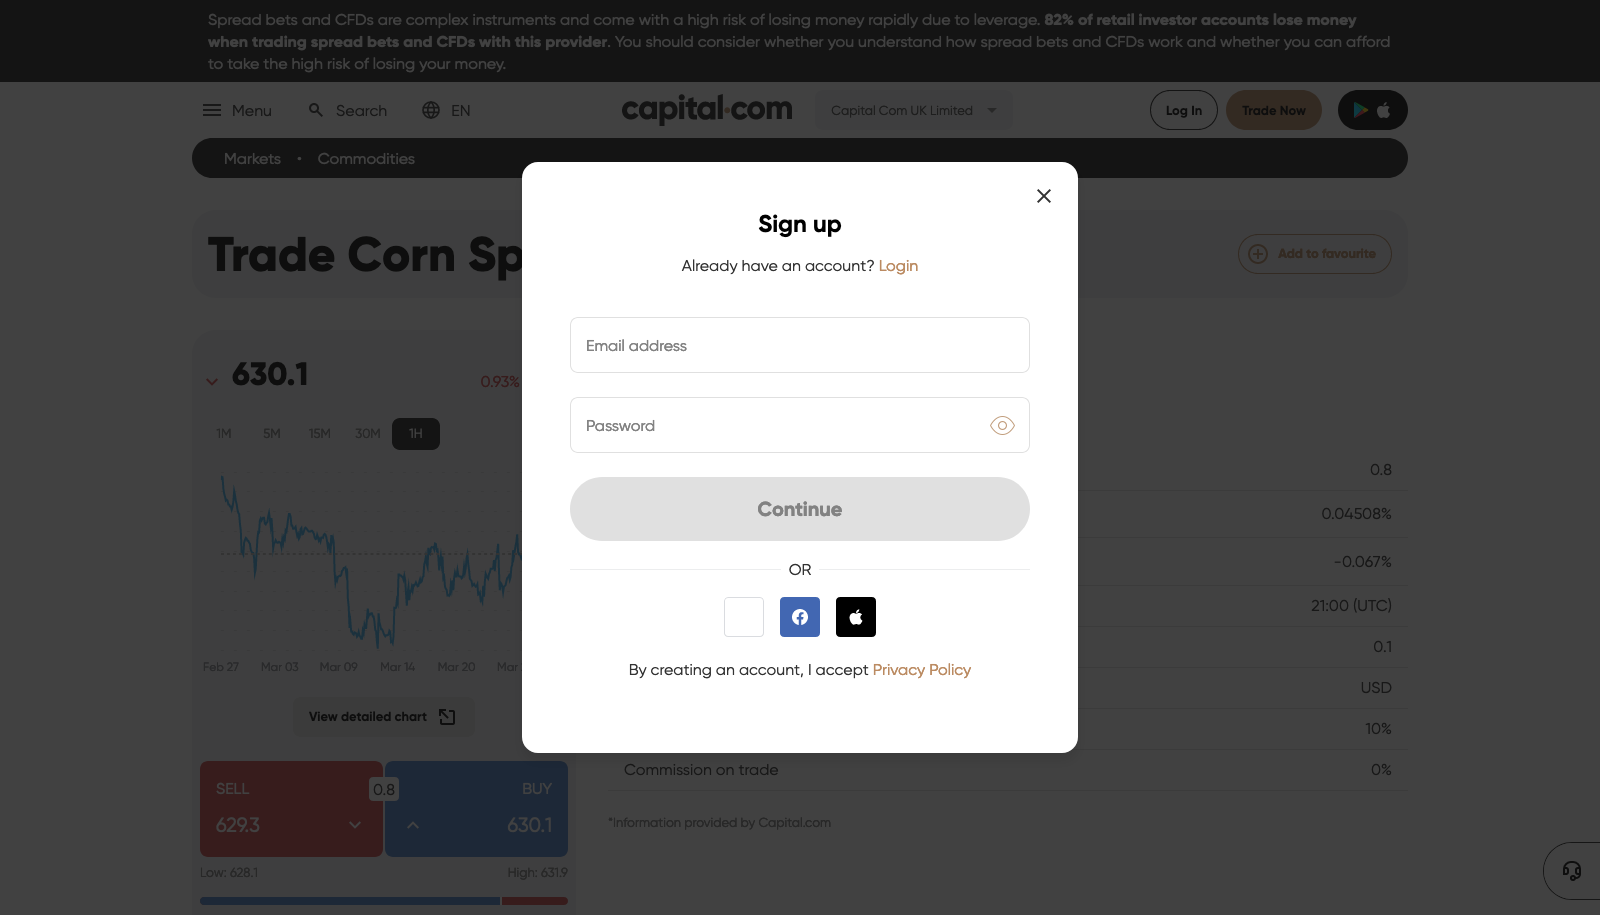 Spread bets and CFDs are complex instruments and come with a high risk of losing money rapidly due to leverage. 82% of retail investor accounts lose money
when trading spread bets and CFDs with this provider. You should consider whether you understand how spread bets and CFDs work and whether you can afford
to take the high risk of losing your money.
Menu
Search
EN
capital.com
Capital Com UK Limited
Log In
Trade Now
Markets • Commodities
Trade Corn Sp
Add to favourite
630.1
0.93%
1M 5M 15M 30M 1H
Feb 27 Mar 03 Mar 09 Mar 14 Mar 20 Mar
View detailed chart
SELL
629.3
0.8
BUY
630.1
Low: 628.1
High: 631.9
Sign up
Already have an account? Login
Email address
Password
Continue
OR
By creating an account, I accept Privacy Policy
0.8
0.04508%
-0.067%
21:00 (UTC)
0.1
USD
10%
Commission on trade 0%
*Information provided by Capital.com